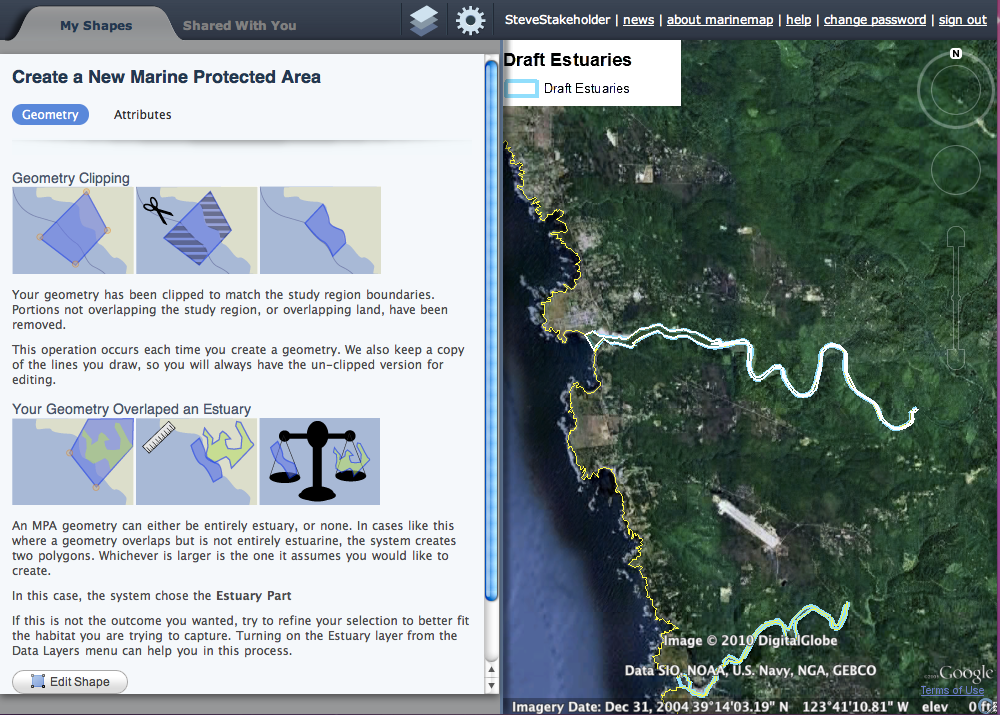 My Shapes
Shared With You
SteveStakeholder | news | about marinemap | help | change password | sign out
Create a New Marine Protected Area
Geometry
Attributes
Geometry Clipping
Your geometry has been clipped to match the study region boundaries.
Portions not overlapping the study region, or overlapping land, have been
removed.
This operation occurs each time you create a geometry. We also keep a copy
of the lines you draw, so you will always have the un-clipped version for
editing.
Your Geometry Overlaped an Estuary
An MPA geometry can either be entirely estuary, or none. In cases like this
where a geometry overlaps but is not entirely estuarine, the system creates
two polygons. Whichever is larger is the one it assumes you would like to
create.
In this case, the system chose the Estuary Part
If this is not the outcome you wanted, try to refine your selection to better fit
the habitat you are trying to capture. Turning on the Estuary layer from the
Data Layers menu can help you in this process.
Edit Shape
Draft Estuaries
Draft Estuaries
N
Image © 2010 DigitalGlobe
Data SIO, NOAA, U.S. Navy, NGA, GEBCO
Google
Terms of Use
Imagery Date: Dec 31, 2004 39°14'03.19" N 123°41'10.81" W elev 0 ft